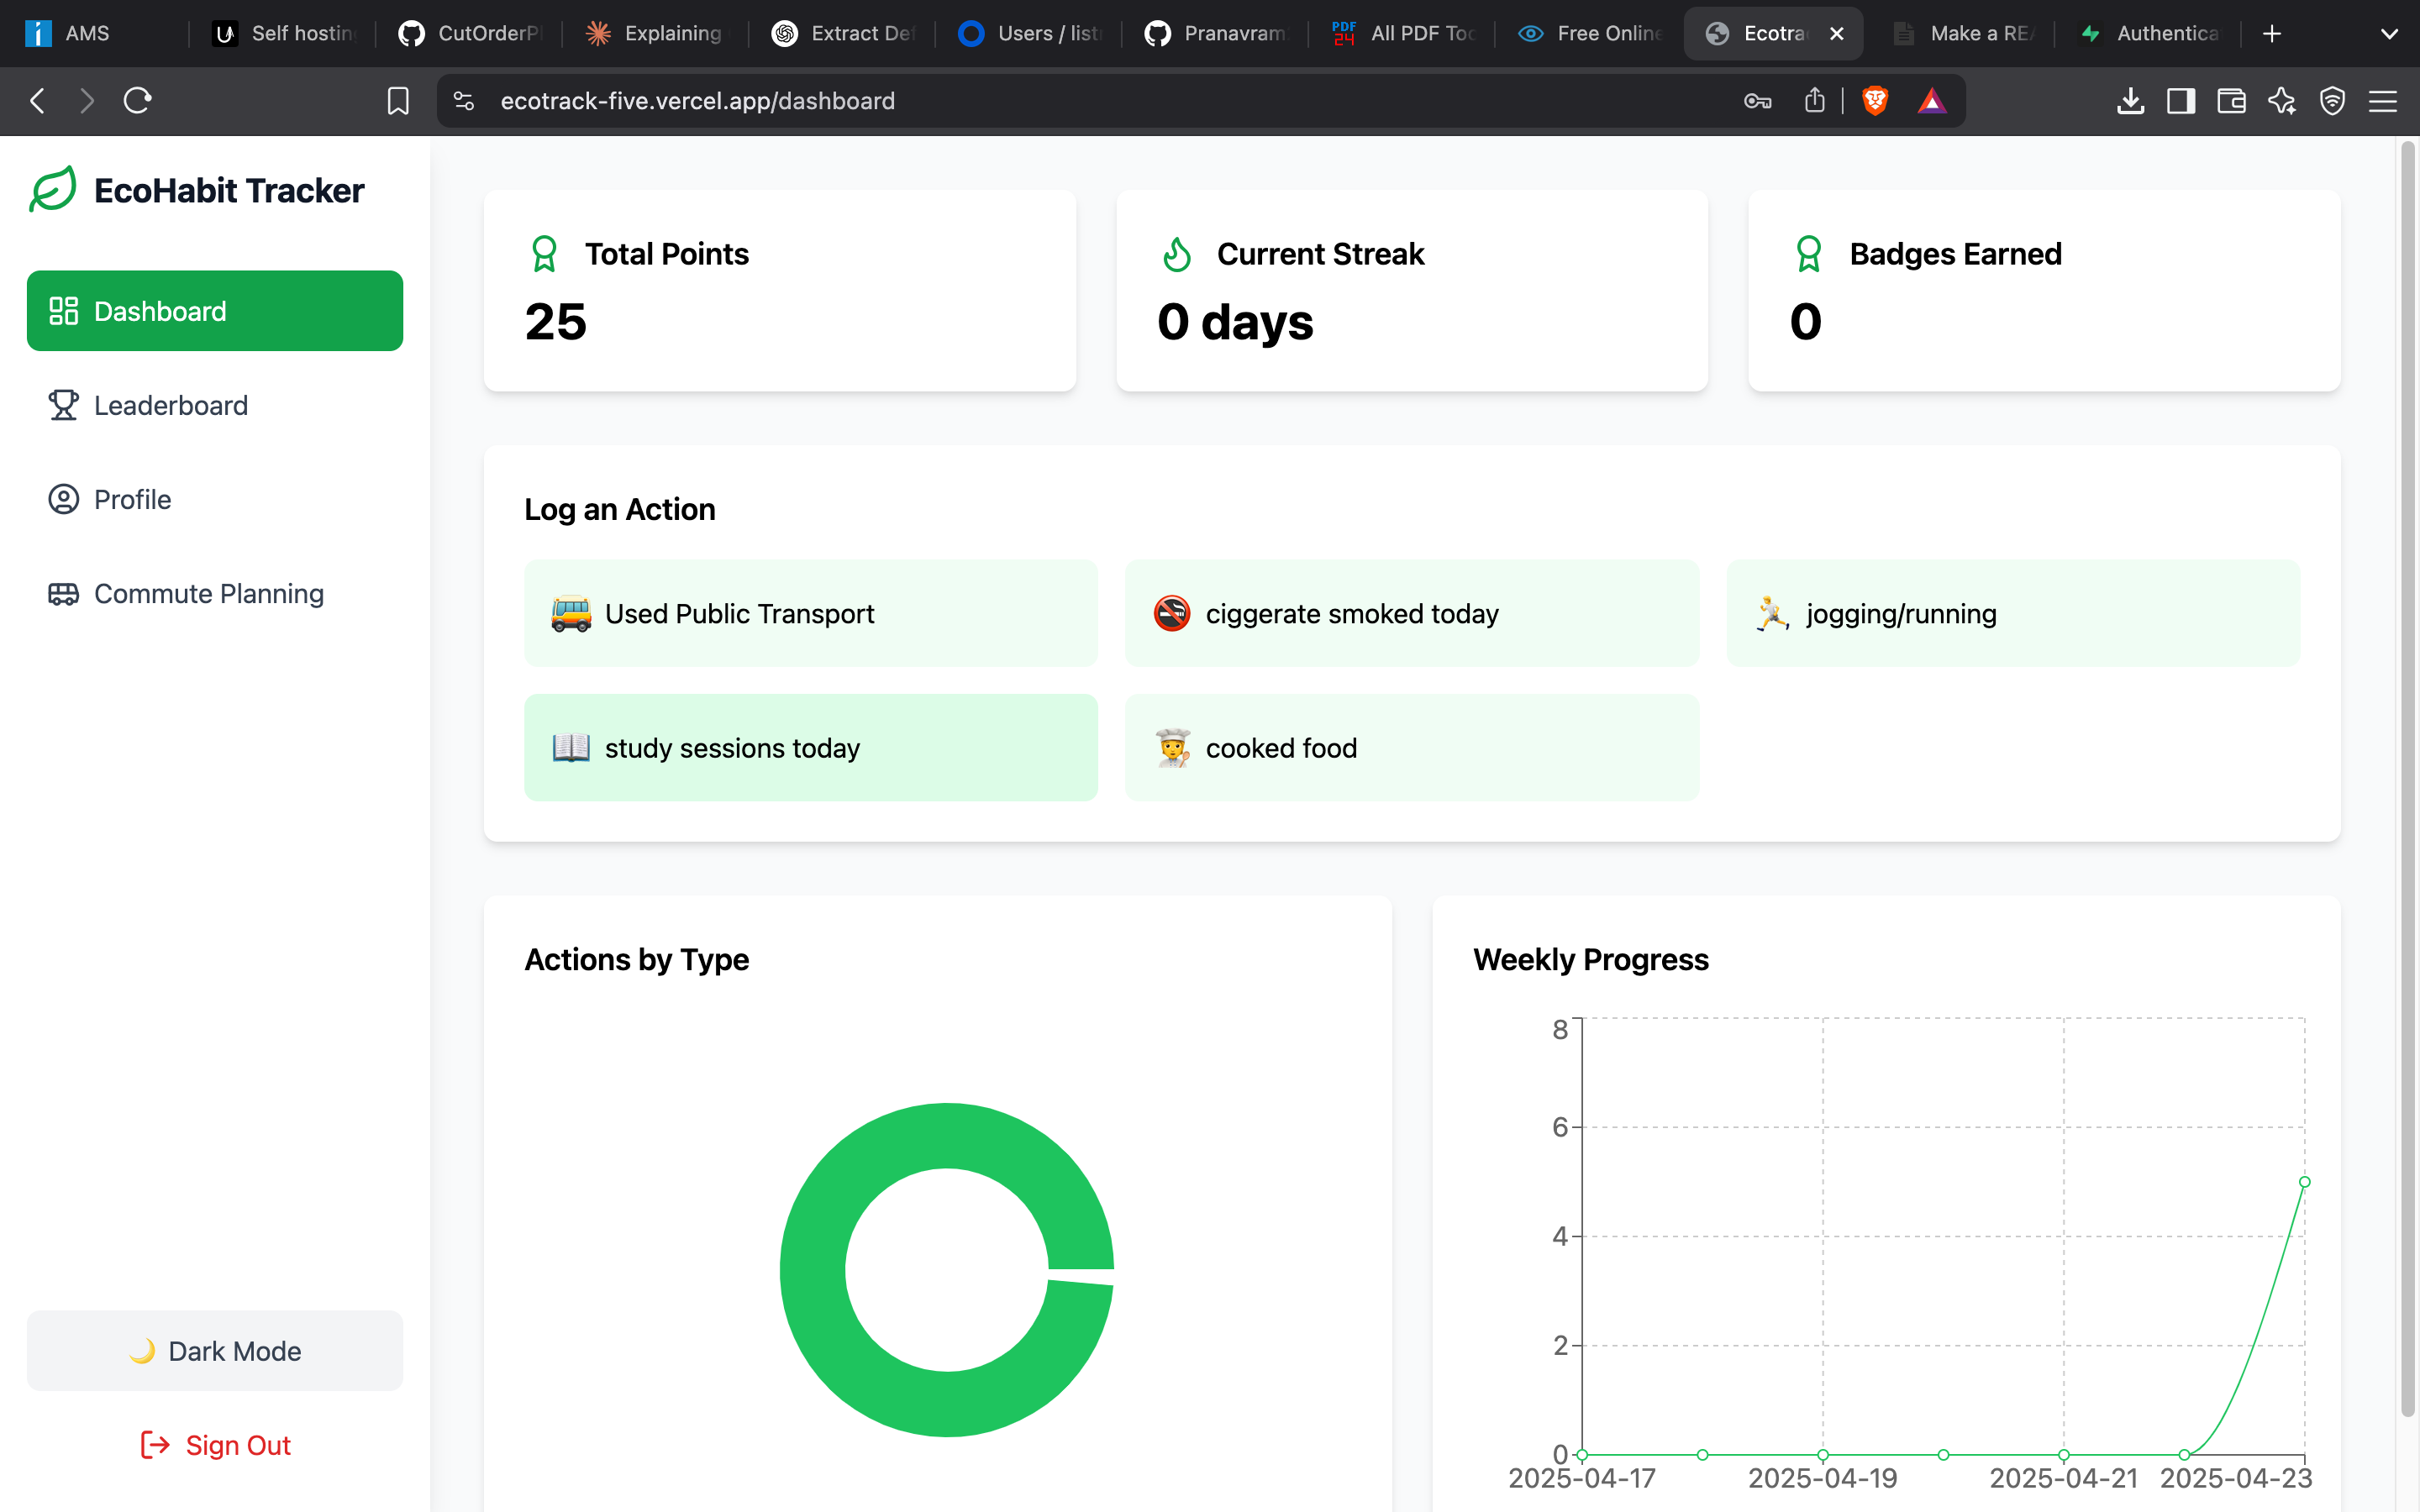 AMS
Self hosting
CutOrderPl
Explaining
Extract Def
Users / list
Pranavram
PDF 24
All PDF Too
Free Online
Ecotra
Make a REA
Authentica
ecotrack-five.vercel.app/dashboard
EcoHabit Tracker
Dashboard
Leaderboard
Profile
Commute Planning
🌙 Dark Mode
Sign Out
Total Points
25
Current Streak
0 days
Badges Earned
0
Log an Action
Used Public Transport
ciggerate smoked today
jogging/running
study sessions today
cooked food
Actions by Type
Weekly Progress
8
6
4
2
0
2025-04-17 2025-04-19 2025-04-21 2025-04-23